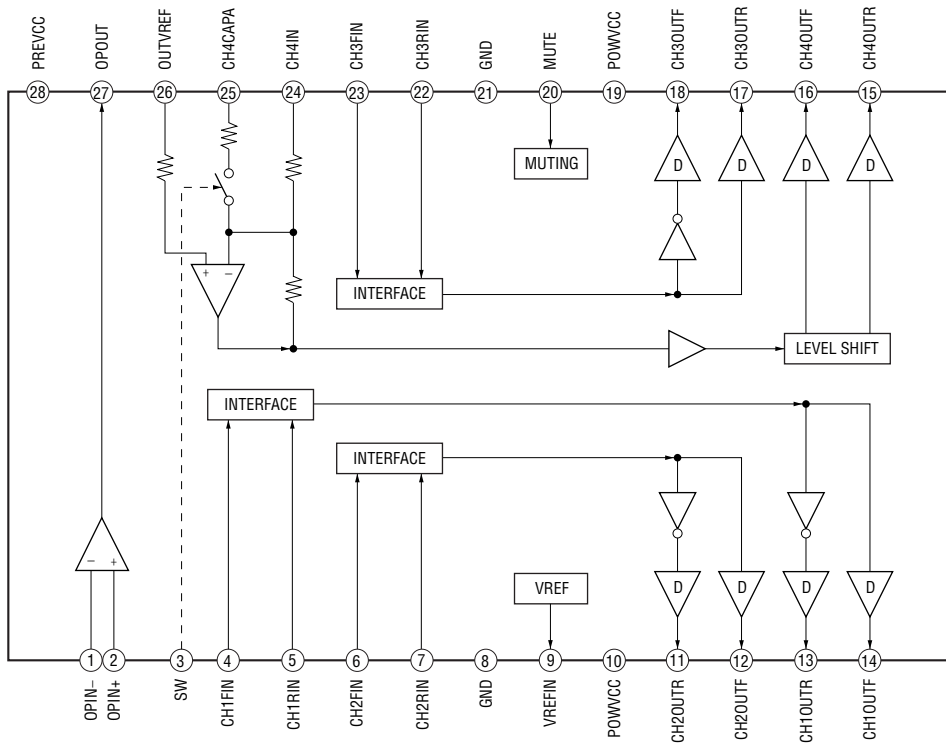 PREVCC
OPOUT
OUTVREF
CH4CAPA
CH4IN
CH3FIN
CH3RIN
GND
MUTE
POWVCC
CH3OUTF
CH3OUTR
CH4OUTF
CH4OUTR
28 27 26 25 24 23 22 21 20 19 18 17 16 15
MUTING
D D D D
+ −
INTERFACE
LEVEL SHIFT
INTERFACE
INTERFACE
− +
VREF
D D D D
1 2 3 4 5 6 7 8 9 10 11 12 13 14
OPIN−
OPIN+
SW
CH1FIN
CH1RIN
CH2FIN
CH2RIN
GND
VREFIN
POWVCC
CH2OUTR
CH2OUTF
CH1OUTR
CH1OUTF